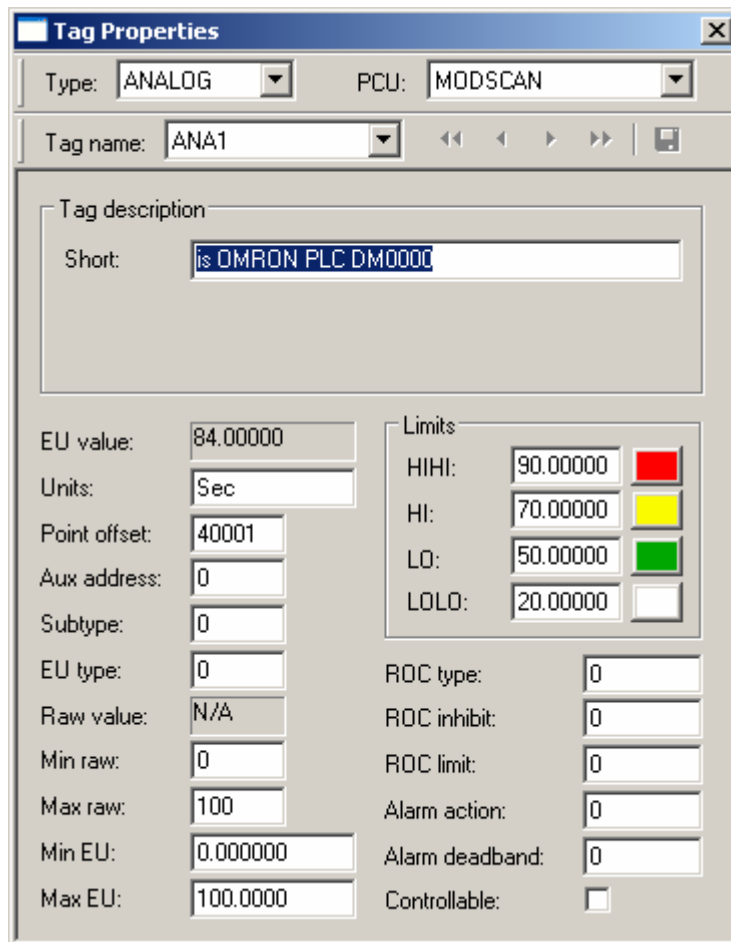 Tag Properties
Type: ANALOG PCU: MODSCAN
Tag name: ANA1
Tag description
Short: is OMRON PLC DM0000
EU value: 84.00000
Units: Sec
Point offset: 40001
Aux address: 0
Subtype: 0
EU type: 0
Raw value: N/A
Min raw: 0
Max raw: 100
Min EU: 0.000000
Max EU: 100.0000
Limits
HIHI: 90.00000
HI: 70.00000
LO: 50.00000
LOLO: 20.00000
ROC type: 0
ROC inhibit: 0
ROC limit: 0
Alarm action: 0
Alarm deadband: 0
Controllable: